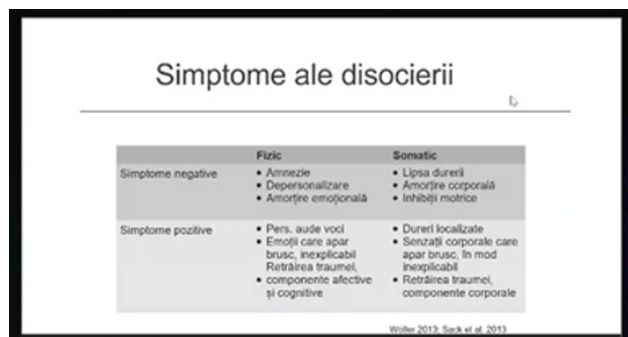 Simptome ale disocierii
Fizic Somatic
Simptome negative
• Amnezie
• Depersonalizare
• Amorțire emoțională
• Lipsa durerii
• Amorțire corporală
• Inhibiții motrice
Simptome pozitive
• Pers. aude voci
• Emoții care apar
brusc, inexplicabil
Retrăirea traumei,
• componente afective
și cognitive
• Dureri localizate
• Senzații corporale care
apar brusc, în mod
inexplicabil
• Retrăirea traumei,
componente corporale
Wöller 2013; Sack et al. 2013